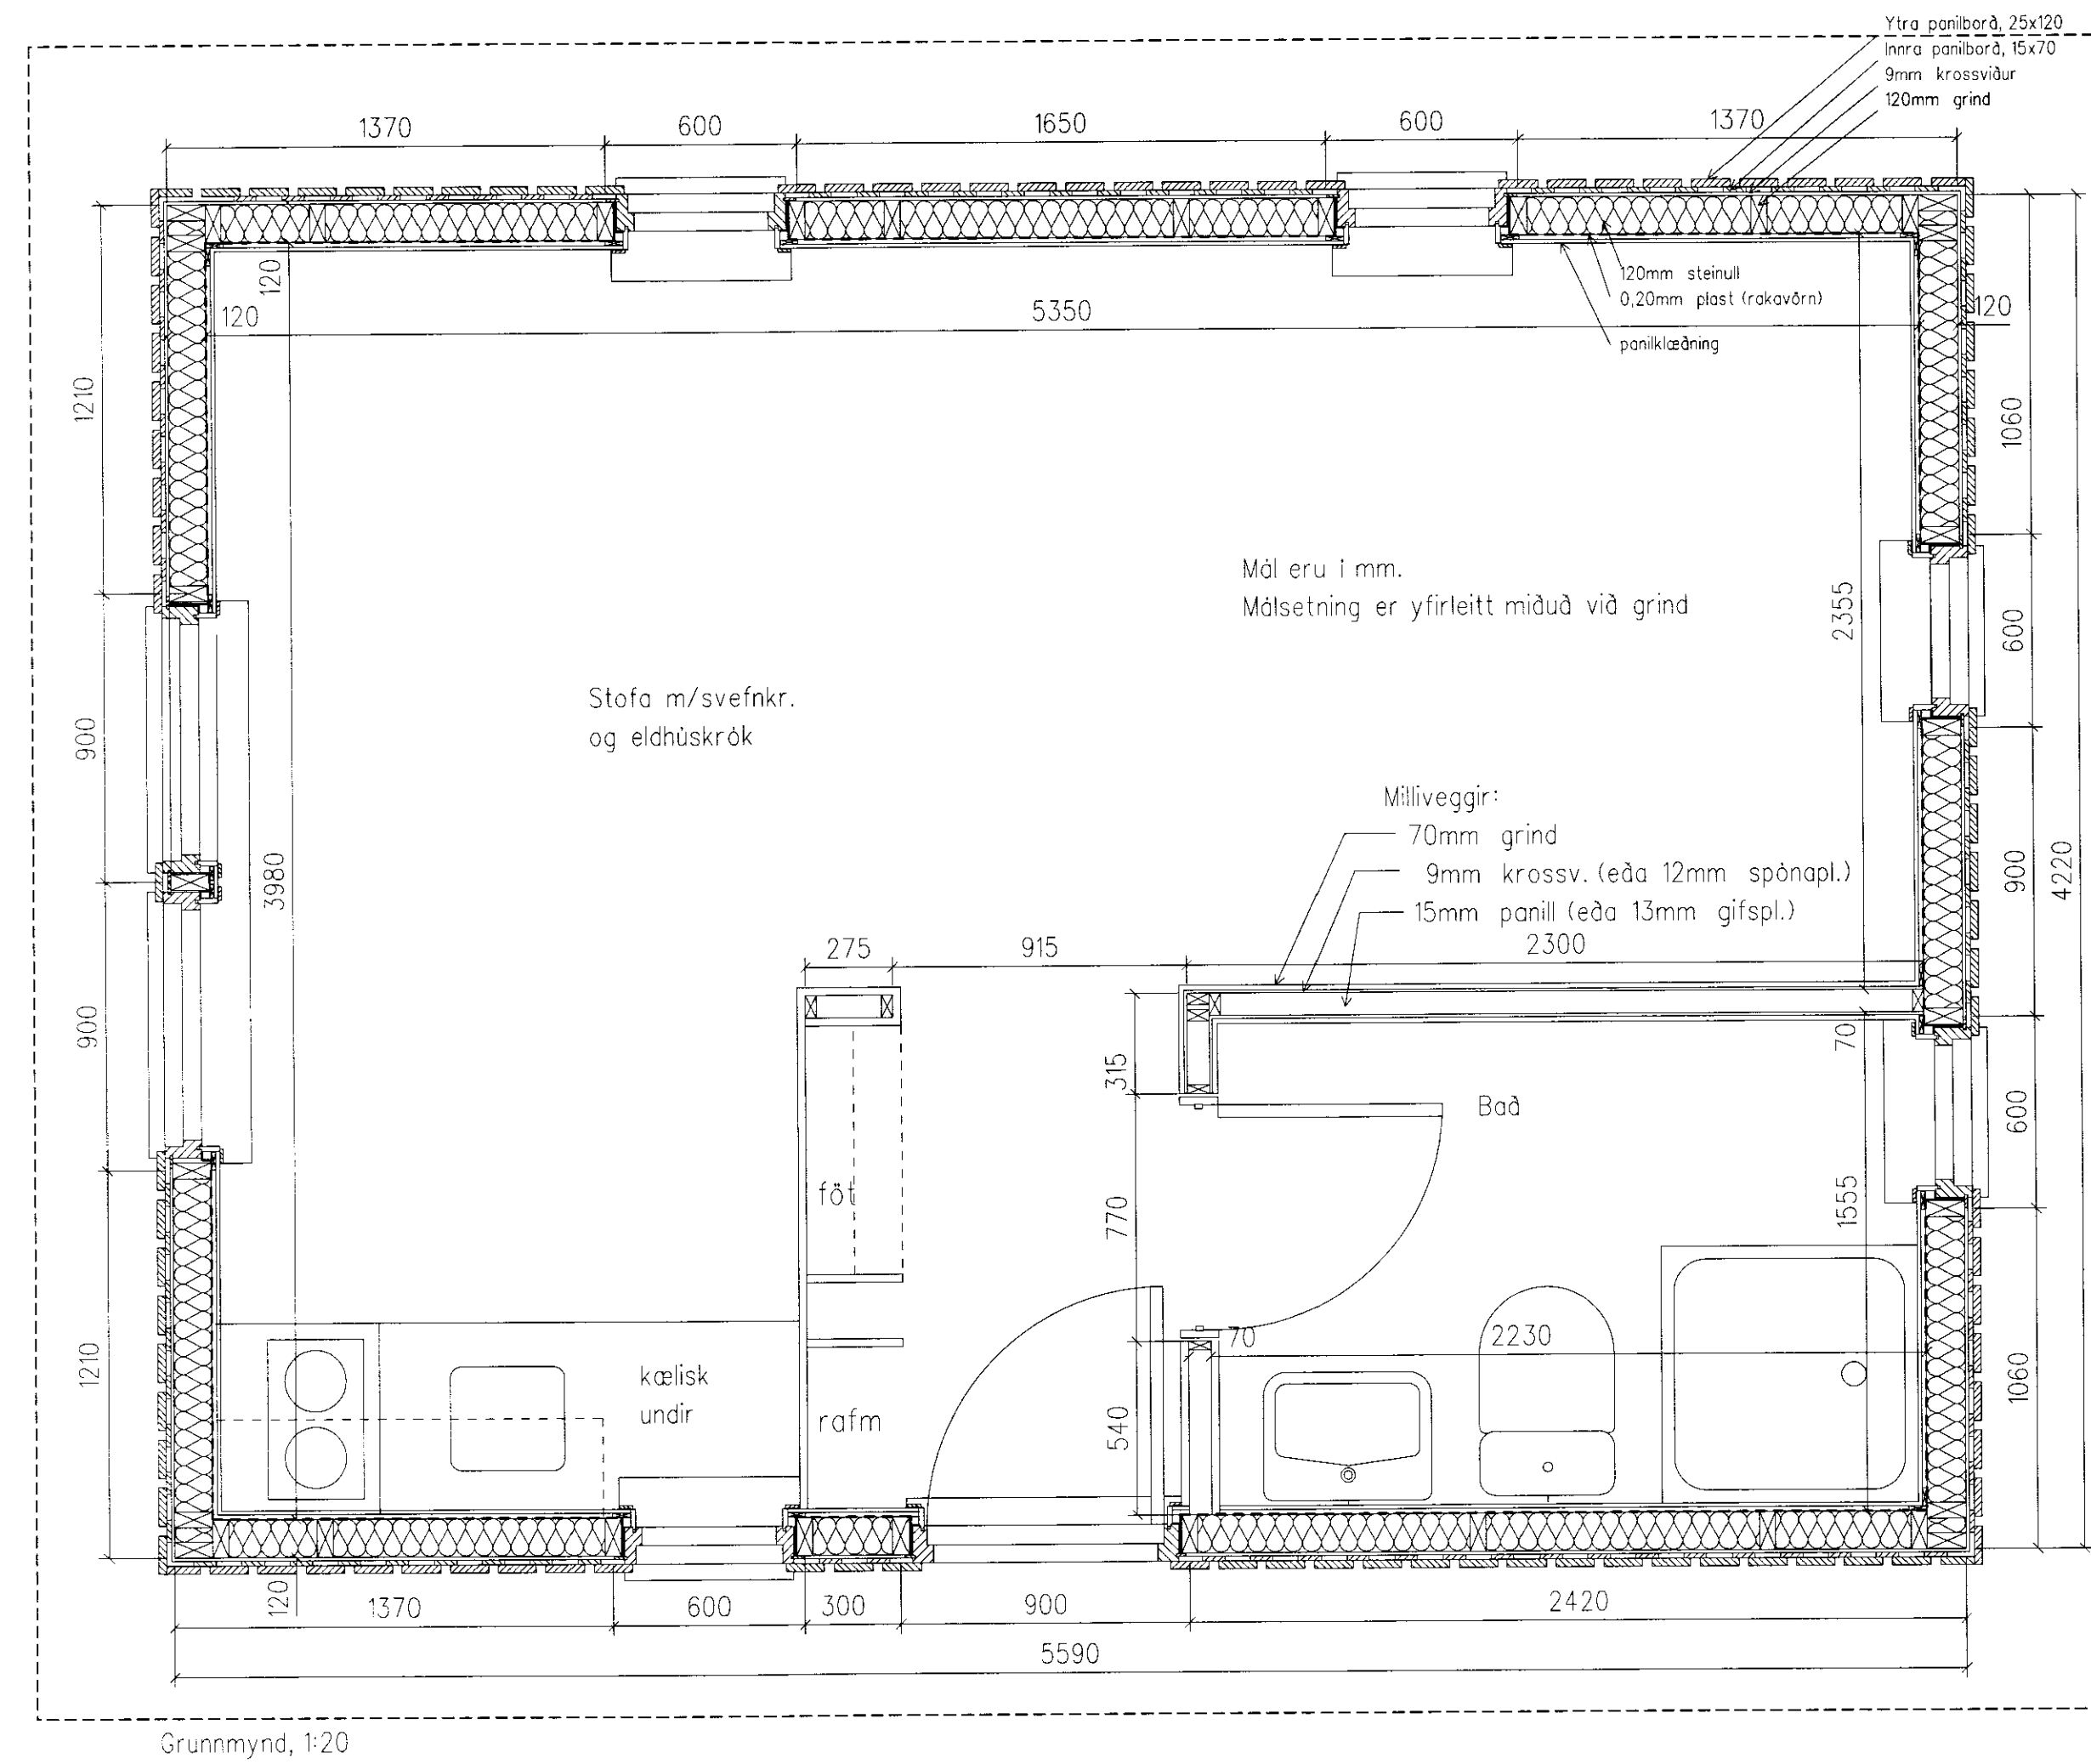 Ytra panilborð, 25x120
Innra panilborð, 15x70
9mm krossviður
120mm grind
1370
600
1650
600
1370
120mm steinull
0,20mm plast (rakavörn)
panilklæðning
120
120
5350
120
1210
1060
Mál eru í mm.
Málsetning er yfirleitt miðuð við grind
2355
600
Stofa m/svefnkr.
og eldhúskrók
900
Milliveggir:
70mm grind
9mm krossv. (eða 12mm spónapl.)
15mm panill (eða 13mm gifspl.)
3980
900
4220
275
915
2300
900
315
70
Bað
600
föt
770
1555
1210
kælisk
undir
rafm
70
2230
540
1060
120
1370
600
300
900
2420
5590
Grunnmynd, 1:20